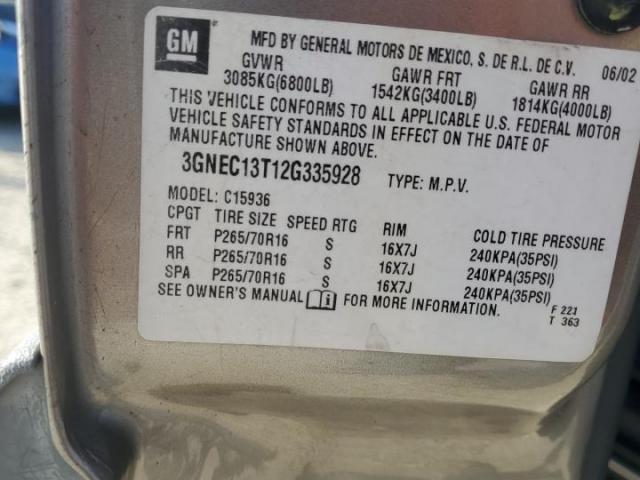 GM
MFD BY GENERAL MOTORS DE MEXICO, S. DE R.L. DE C.V. 06/02
GVWR GAWR FRT GAWR RR
3085KG(6800LB) 1542KG(3400LB) 1814KG(4000LB)
THIS VEHICLE CONFORMS TO ALL APPLICABLE U.S. FEDERAL MOTOR
VEHICLE SAFETY STANDARDS IN EFFECT ON THE DATE OF
MANUFACTURE SHOWN ABOVE.
3GNEC13T12G335928 TYPE: M.P.V.
MODEL: C15936
CPGT TIRE SIZE SPEED RTG RIM COLD TIRE PRESSURE
FRT P265/70R16 S 16X7J 240KPA(35PSI)
RR P265/70R16 S 16X7J 240KPA(35PSI)
SPA P265/70R16 S 16X7J 240KPA(35PSI)
SEE OWNER'S MANUAL FOR MORE INFORMATION.
F 221
T 363